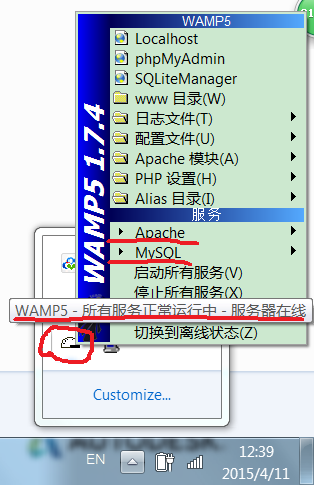 WAMP5
Localhost
phpMyAdmin
SQLiteManager
www 目录(W)
日志文件(T)
配置文件(U)
Apache 模块(A)
PHP 设置(H)
Alias 目录(I)
服务
Apache
MySQL
启动所有服务(V)
停止所有服务(X)
WAMP5 - 所有服务正常运行中 - 服务器在线
切换到离线状态(Z)
WAMP5 1.7.4
Customize...
AUTODESK
EN
12:39
2015/4/11